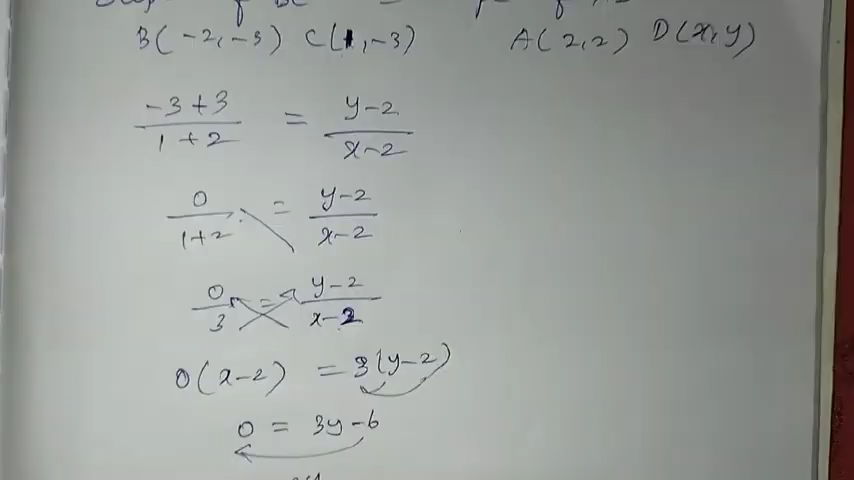 B(-2,-3) C(1,-3) A(2,2) D(x,y)
-3+3/1+2 = y-2/x-2
0/1+2 = y-2/x-2
0/3 = y-2/x-2
0(x-2) = 3(y-2)
0 = 3y-6